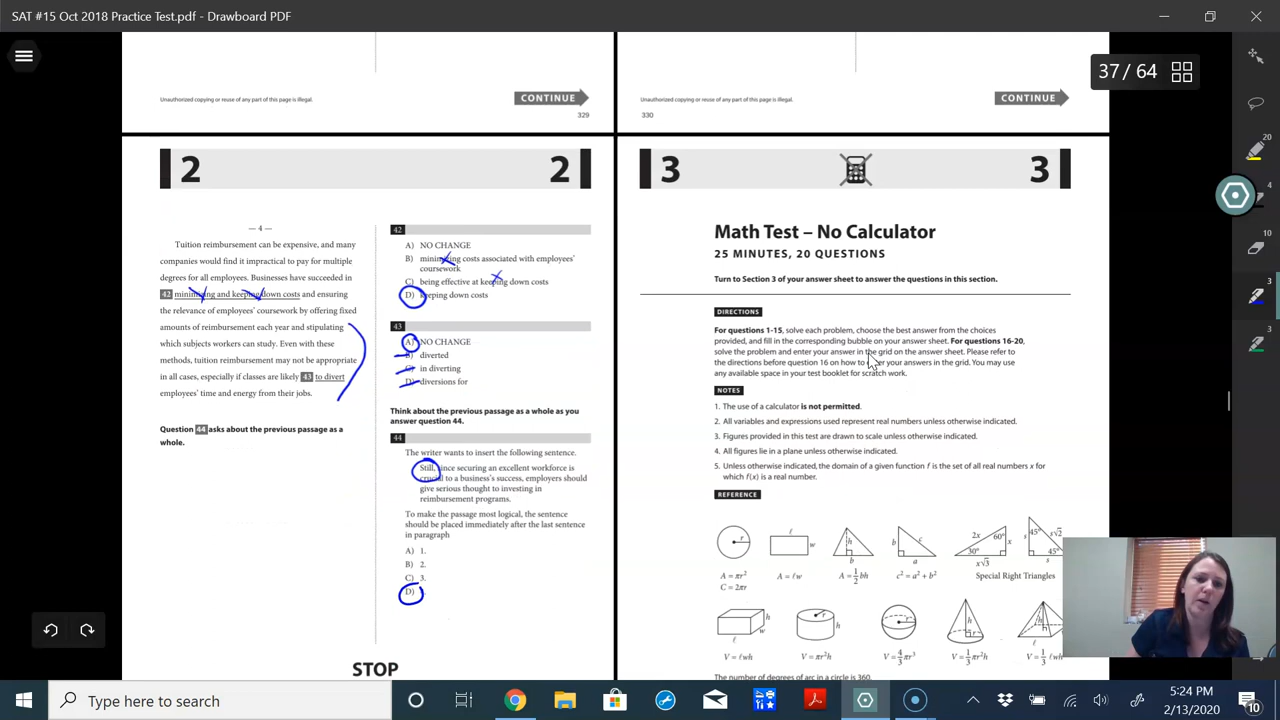 SAT #15 Practice Test.pdf - Drawboard PDF
37 / 64
Unauthorized copying or reuse of any part of this page is illegal.
CONTINUE
329
Unauthorized copying or reuse of any part of this page is illegal.
CONTINUE
330
2
2
— 4 —
Tuition reimbursement can be expensive, and many
companies would find it impractical to pay for multiple
degrees for all employees. Businesses have succeeded in
42 minimizing and keeping down costs and ensuring
the relevance of employees' coursework by offering fixed
amounts of reimbursement each year and stipulating
which subjects workers can study. Even with these
methods, tuition reimbursement may not be appropriate
in all cases, especially if classes are likely 43 to divert
employees' time and energy from their jobs.
Question 44 asks about the previous passage as a
whole.
42
A) NO CHANGE
B) minimizing costs associated with employees'
coursework
C) being effective at keeping down costs
D) keeping down costs
43
A) NO CHANGE
B) diverted
C) in diverting
D) diversions for
Think about the previous passage as a whole as you
answer question 44.
44
The writer wants to insert the following sentence.
Still, since securing an excellent workforce is
crucial to a business's success, employers should
give serious thought to investing in
reimbursement programs.
To make the passage most logical, the sentence
should be placed immediately after the last sentence
in paragraph
A) 1.
B) 2.
C) 3.
D)
STOP
3
3
Math Test – No Calculator
25 MINUTES, 20 QUESTIONS
Turn to Section 3 of your answer sheet to answer the questions in this section.
DIRECTIONS
For questions 1-15, solve each problem, choose the best answer from the choices
provided, and fill in the corresponding bubble on your answer sheet. For questions 16-20,
solve the problem and enter your answer in the grid on the answer sheet. Please refer to
the directions before question 16 on how to enter your answers in the grid. You may use
any available space in your test booklet for scratch work.
NOTES
1. The use of a calculator is not permitted.
2. All variables and expressions used represent real numbers unless otherwise indicated.
3. Figures provided in this test are drawn to scale unless otherwise indicated.
4. All figures lie in a plane unless otherwise indicated.
5. Unless otherwise indicated, the domain of a given function f is the set of all real numbers x for
which f(x) is a real number.
REFERENCE
r
ℓ
w
h
b
b
c
a
2x
60°
x
30°
x√3
s
45°
s√2
45°
s
A = πr²
C = 2πr
A = ℓw
A = ½bh
c² = a² + b²
Special Right Triangles
h
w
ℓ
r
h
r
h
r
h
ℓ
V = ℓwh
V = πr²h
V = 4/3 πr³
V = 1/3 πr²h
V = 1/3 ℓwh
The number of degrees of arc in a circle is 360.
20
10
3
Type here to search
5:24 PM
2/13/2020
10